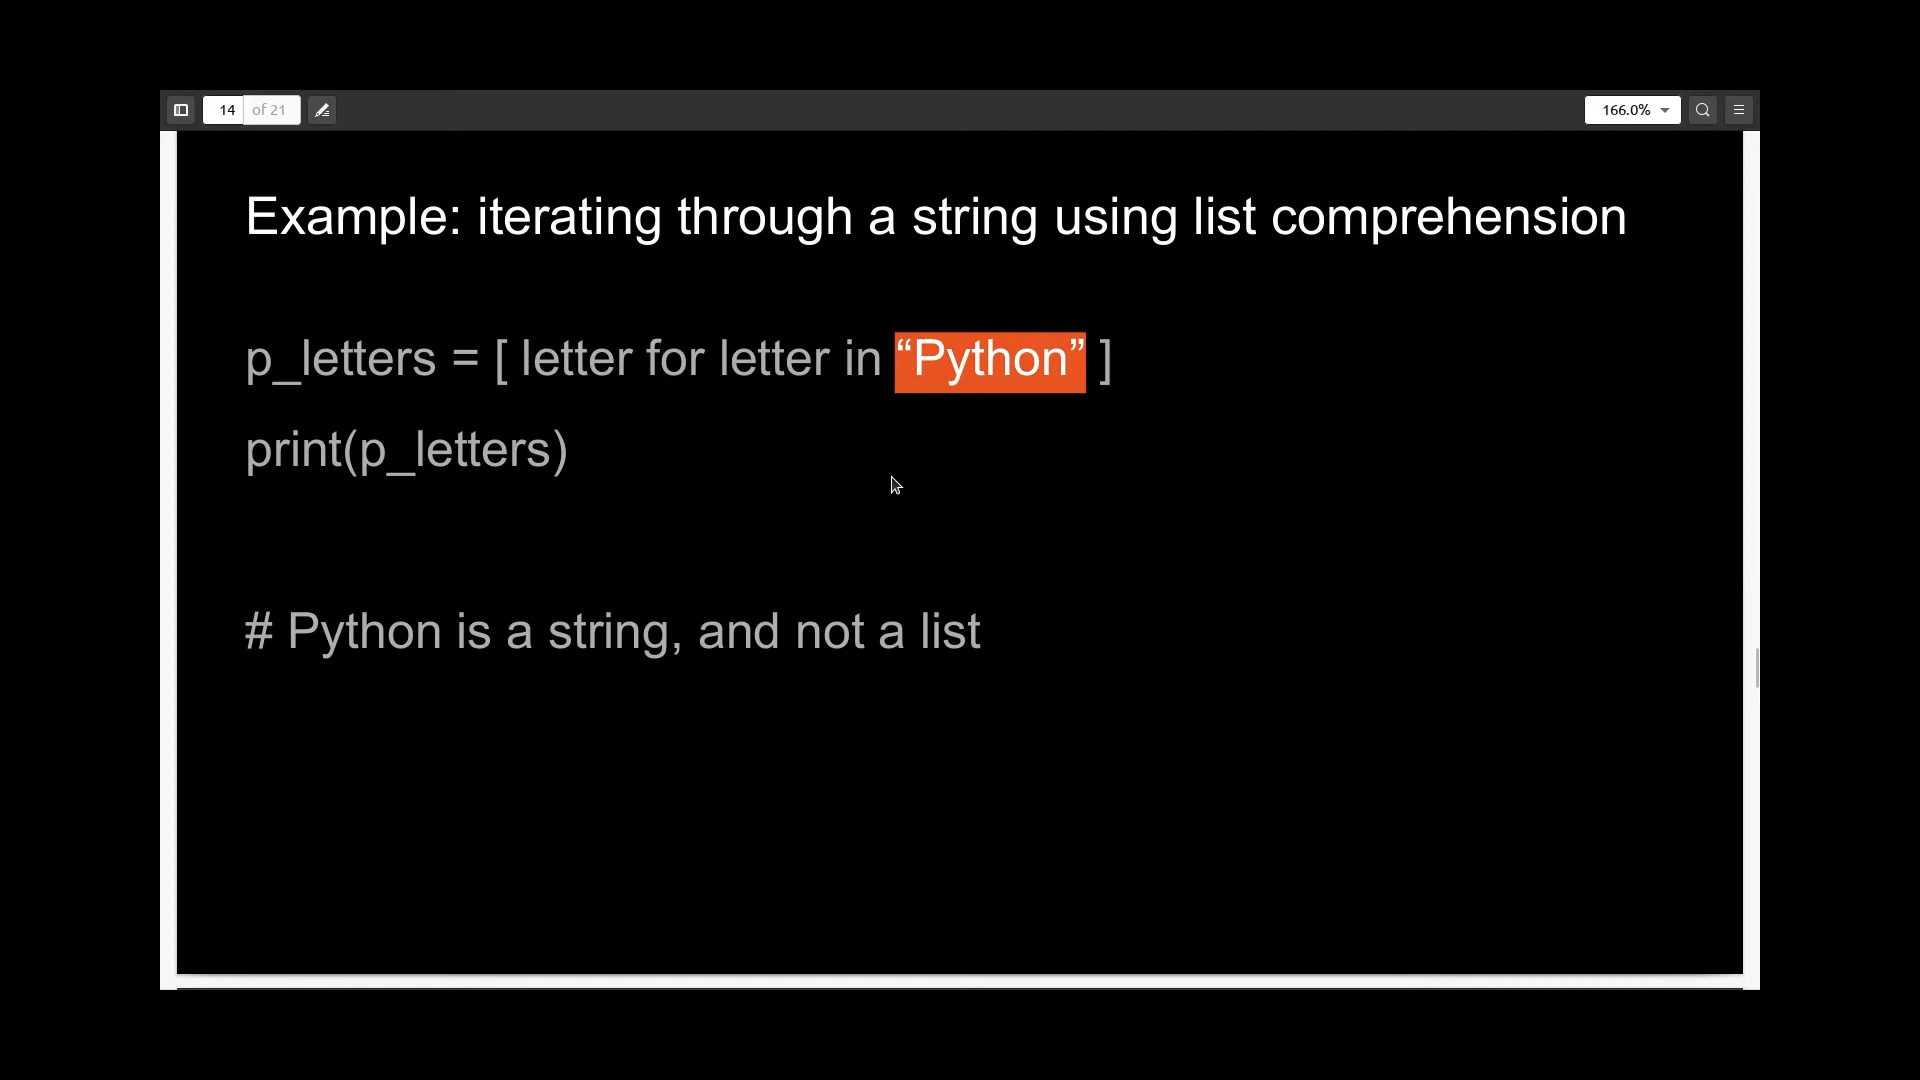 14 of 21
166.0%
Example: iterating through a string using list comprehension
p_letters = [ letter for letter in “Python” ]
print(p_letters)
# Python is a string, and not a list